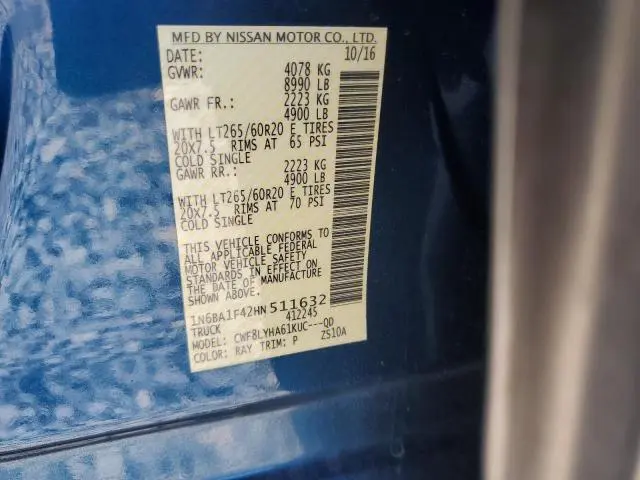 MFD BY NISSAN MOTOR CO., LTD.
DATE: 10/16
GVWR: 4078 KG
8990 LB
GAWR FR.: 2223 KG
4900 LB
WITH LT265/60R20 E TIRES
20X7.5 RIMS AT 65 PSI
COLD SINGLE
GAWR RR.: 2223 KG
4900 LB
WITH LT265/60R20 E TIRES
20X7.5 RIMS AT 70 PSI
COLD SINGLE
THIS VEHICLE CONFORMS TO
ALL APPLICABLE FEDERAL
MOTOR VEHICLE SAFETY
STANDARDS IN EFFECT ON
THE DATE OF MANUFACTURE
SHOWN ABOVE.
1N6BA1F42HN511632
TRUCK 412245
MODEL: CWF8LYHA61KUC---QD
COLOR: RAY TRIM: P ZS10A